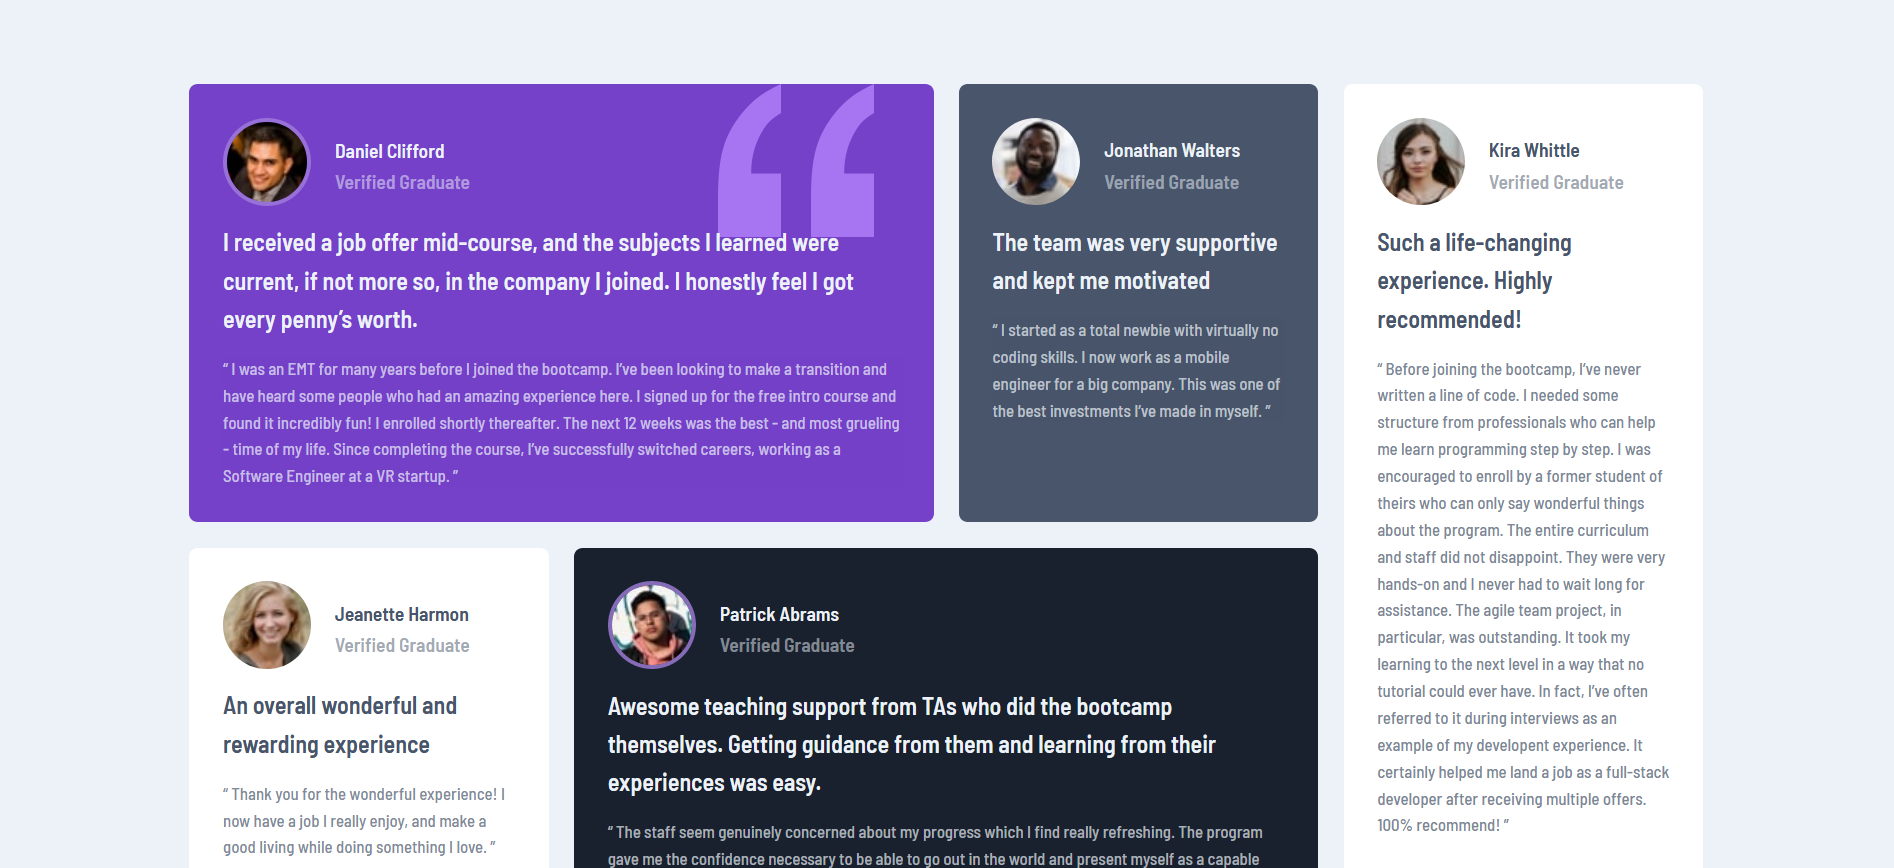 Daniel Clifford
Verified Graduate
I received a job offer mid-course, and the subjects I learned were
current, if not more so, in the company I joined. I honestly feel I got
every penny’s worth.
“ I was an EMT for many years before I joined the bootcamp. I’ve been looking to make a transition and
have heard some people who had an amazing experience here. I signed up for the free intro course and
found it incredibly fun! I enrolled shortly thereafter. The next 12 weeks was the best - and most grueling
- time of my life. Since completing the course, I’ve successfully switched careers, working as a
Software Engineer at a VR startup. ”
Jonathan Walters
Verified Graduate
The team was very supportive
and kept me motivated
“ I started as a total newbie with virtually no
coding skills. I now work as a mobile
engineer for a big company. This was one of
the best investments I’ve made in myself. ”
Kira Whittle
Verified Graduate
Such a life-changing
experience. Highly
recommended!
“ Before joining the bootcamp, I’ve never
written a line of code. I needed some
structure from professionals who can help
me learn programming step by step. I was
encouraged to enroll by a former student of
theirs who can only say wonderful things
about the program. The entire curriculum
and staff did not disappoint. They were very
hands-on and I never had to wait long for
assistance. The agile team project, in
particular, was outstanding. It took my
learning to the next level in a way that no
tutorial could ever have. In fact, I’ve often
referred to it during interviews as an
example of my developent experience. It
certainly helped me land a job as a full-stack
developer after receiving multiple offers.
100% recommend! ”
Jeanette Harmon
Verified Graduate
An overall wonderful and
rewarding experience
“ Thank you for the wonderful experience! I
now have a job I really enjoy, and make a
good living while doing something I love. ”
Patrick Abrams
Verified Graduate
Awesome teaching support from TAs who did the bootcamp
themselves. Getting guidance from them and learning from their
experiences was easy.
“ The staff seem genuinely concerned about my progress which I find really refreshing. The program
gave me the confidence necessary to be able to go out in the world and present myself as a capable